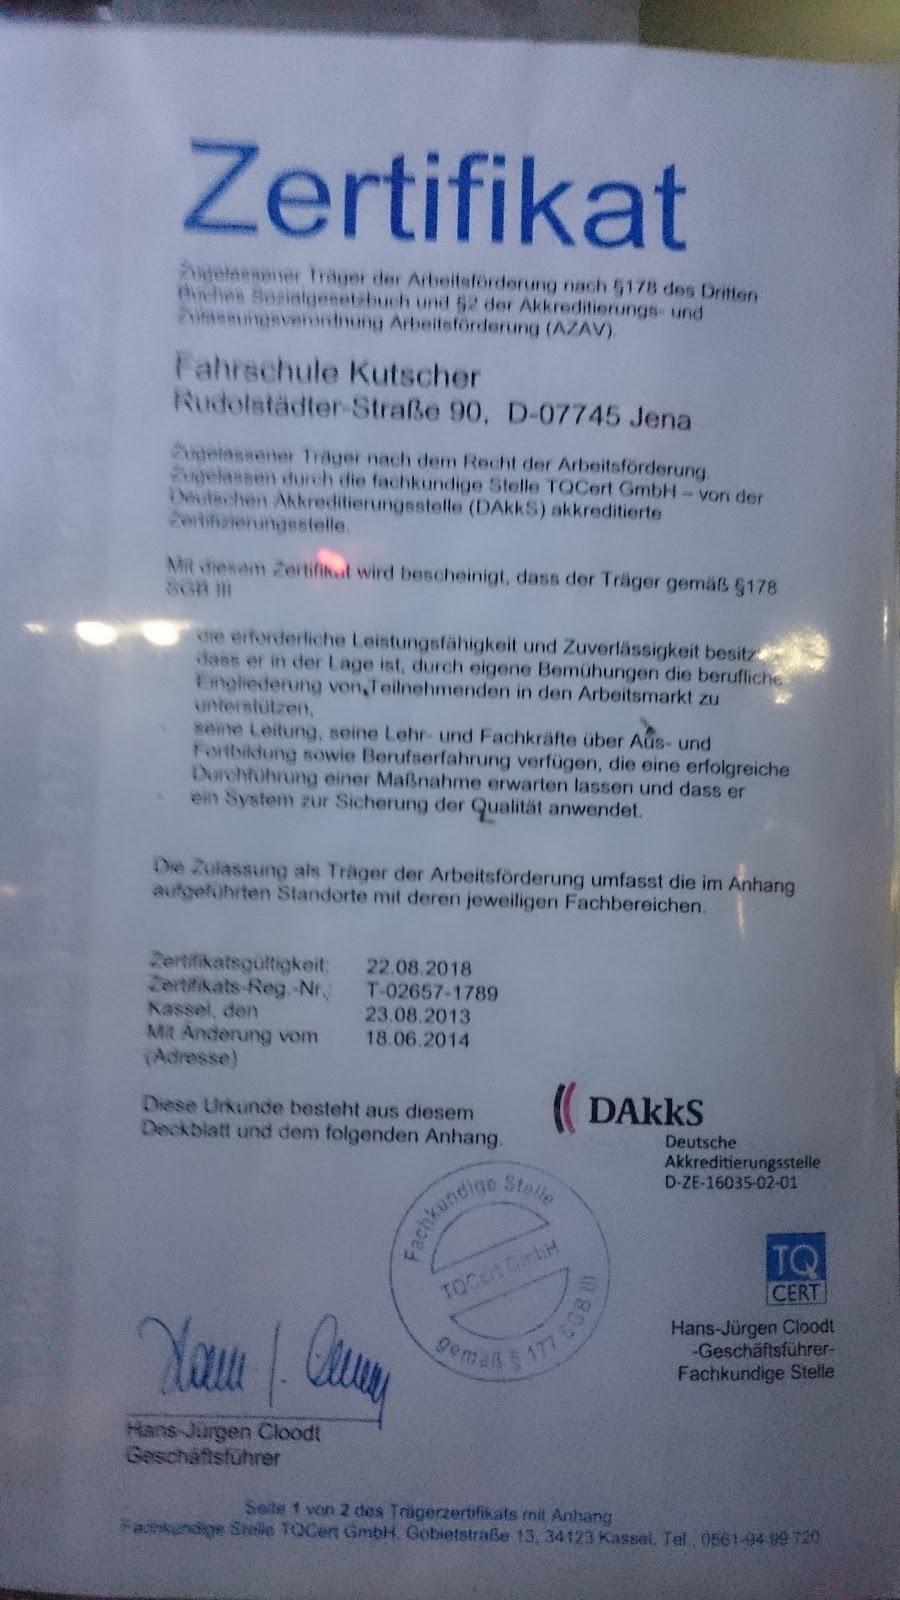 Zertifikat
Zugelassener Träger der Arbeitsförderung nach §178 des Dritten
Buches Sozialgesetzbuch und §2 der Akkreditierungs- und
Zulassungsverordnung Arbeitsförderung (AZAV).
Fahrschule Kutscher
Rudolstädter-Straße 90, D-07745 Jena
Zugelassener Träger nach dem Recht der Arbeitsförderung.
Zugelassen durch die fachkundige Stelle TQCert GmbH – von der
Deutschen Akkreditierungsstelle (DAkkS) akkreditierte
Zertifizierungsstelle.
Mit diesem Zertifikat wird bescheinigt, dass der Träger gemäß §178
SGB III
die erforderliche Leistungsfähigkeit und Zuverlässigkeit besitzt
dass er in der Lage ist, durch eigene Bemühungen die berufliche
Eingliederung von Teilnehmenden in den Arbeitsmarkt zu
unterstützen,
seine Leitung, seine Lehr- und Fachkräfte über Aus- und
Fortbildung sowie Berufserfahrung verfügen, die eine erfolgreiche
Durchführung einer Maßnahme erwarten lassen und dass er
ein System zur Sicherung der Qualität anwendet.
Die Zulassung als Träger der Arbeitsförderung umfasst die im Anhang
aufgeführten Standorte mit deren jeweiligen Fachbereichen.
Zertifikatsgültigkeit: 22.08.2018
Zertifikats-Reg.-Nr.: T-02657-1789
Kassel, den 23.08.2013
Mit Änderung vom 18.06.2014
(Adresse)
Diese Urkunde besteht aus diesem
Deckblatt und dem folgenden Anhang.
DAkkS
Deutsche
Akkreditierungsstelle
D-ZE-16035-02-01
Fachkundige Stelle
TQCert GmbH
gemäß § 177 SGB III
TQ
CERT
Hans-Jürgen Cloodt
-Geschäftsführer-
Fachkundige Stelle
Hans-Jürgen Cloodt
Geschäftsführer
Seite 1 von 2 des Trägerzertifikats mit Anhang
Fachkundige Stelle TQCert GmbH, Gobietstraße 13, 34123 Kassel, Tel.: 0561-94 99 720